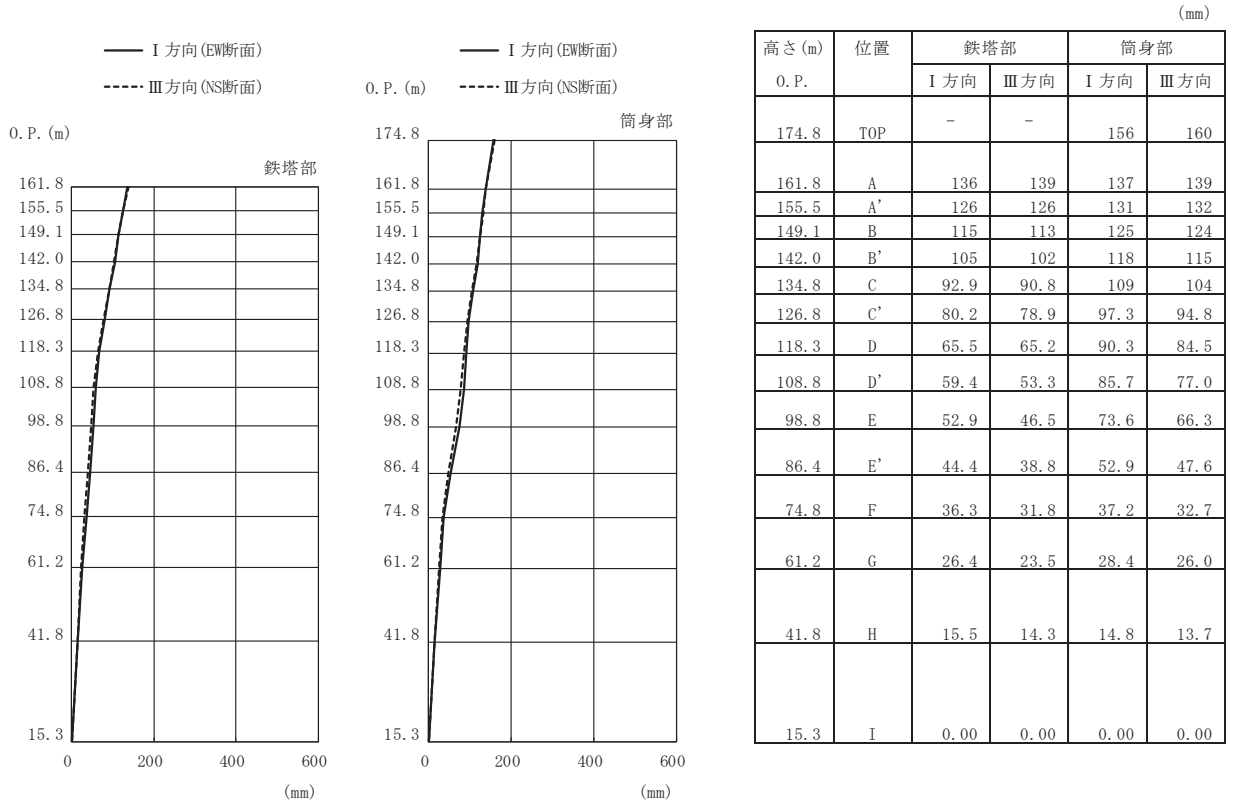 Ⅰ方向(EW断面)
Ⅲ方向(NS断面)
O.P.(m)
鉄塔部
161.8
155.5
149.1
142.0
134.8
126.8
118.3
108.8
98.8
86.4
74.8
61.2
41.8
15.3
0 200 400 600
(mm)
Ⅰ方向(EW断面)
O.P.(m) Ⅲ方向(NS断面)
筒身部
174.8
161.8
155.5
149.1
142.0
134.8
126.8
118.3
108.8
98.8
86.4
74.8
61.2
41.8
15.3
0 200 400 600
(mm)
(mm)
高さ(m) 位置 鉄塔部 筒身部
O.P. Ⅰ方向 Ⅲ方向 Ⅰ方向 Ⅲ方向
174.8 TOP － － 156 160
161.8 A 136 139 137 139
155.5 A' 126 126 131 132
149.1 B 115 113 125 124
142.0 B' 105 102 118 115
134.8 C 92.9 90.8 109 104
126.8 C' 80.2 78.9 97.3 94.8
118.3 D 65.5 65.2 90.3 84.5
108.8 D' 59.4 53.3 85.7 77.0
98.8 E 52.9 46.5 73.6 66.3
86.4 E' 44.4 38.8 52.9 47.6
74.8 F 36.3 31.8 37.2 32.7
61.2 G 26.4 23.5 28.4 26.0
41.8 H 15.5 14.3 14.8 13.7
15.3 I 0.00 0.00 0.00 0.00